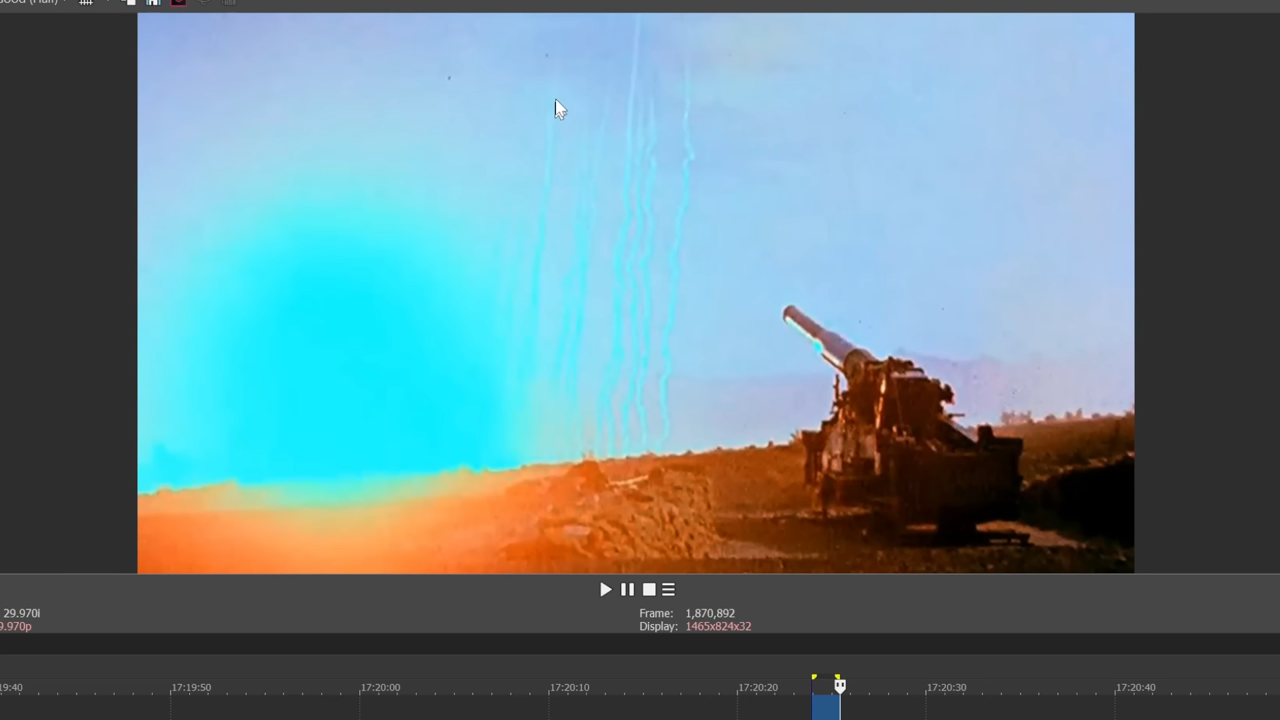 29.970i
Frame: 1,870,892
Display: 1465x824x32
17:19:50
17:20:00
17:20:10
17:20:20
17:20:30
17:20:40